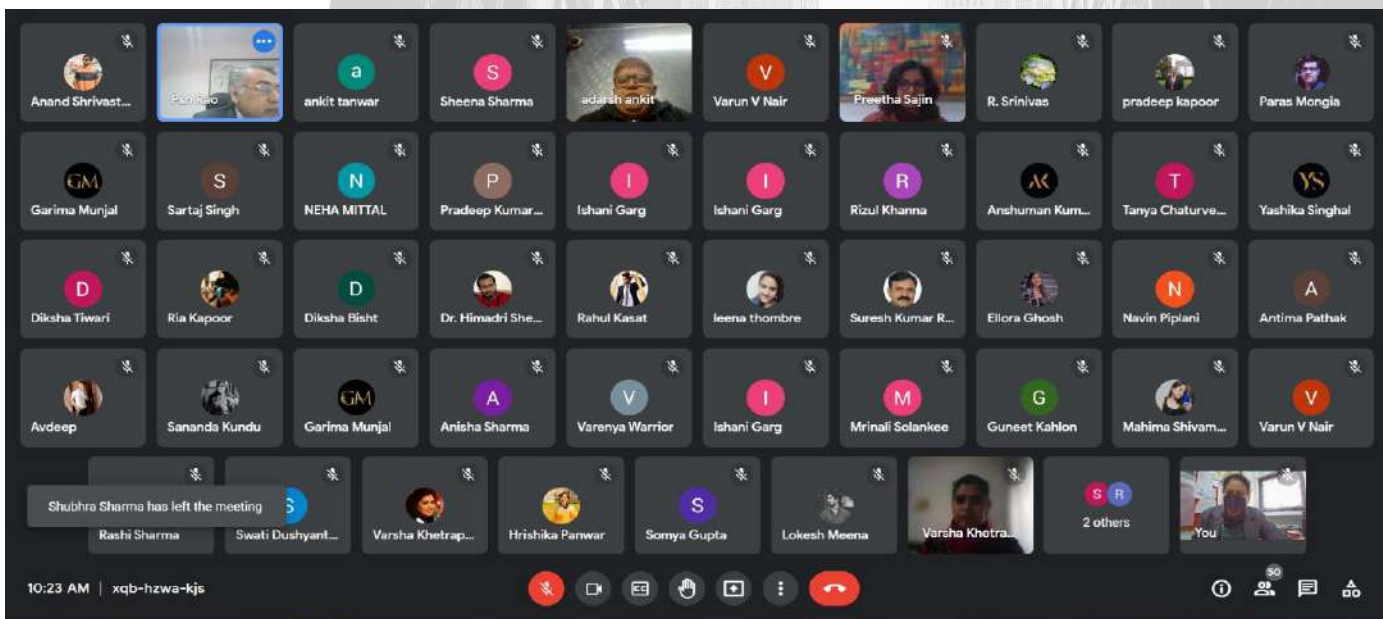 Anand Shrivast...
Psn Rao
a
ankit tanwar
S
Sheena Sharma
adarsh ankit
V
Varun V Nair
Preetha Sajin
R. Srinivas
pradeep kapoor
Paras Mongia
GM
Garima Munjal
S
Sartaj Singh
N
NEHA MITTAL
P
Pradeep Kumar...
I
Ishani Garg
I
Ishani Garg
R
Rizul Khanna
AK
Anshuman Kum...
T
Tanya Chaturve...
YS
Yashika Singhal
D
Diksha Tiwari
Ria Kapoor
D
Diksha Bisht
Dr. Himadri She...
Rahul Kasat
leena thombre
Suresh Kumar R...
Ellora Ghosh
N
Navin Piplani
A
Antima Pathak
Avdeep
Sananda Kundu
GM
Garima Munjal
A
Anisha Sharma
V
Varenya Warrior
I
Ishani Garg
M
Mrinali Solankee
G
Guneet Kahlon
Mahima Shivam...
V
Varun V Nair
Shubhra Sharma has left the meeting
Rashi Sharma
S
Swati Dushyant...
Varsha Khetrap...
Hrishika Panwar
S
Somya Gupta
Lokesh Meena
Varsha Khetra...
S R
2 others
You
10:23 AM | xqb-hzwa-kjs
CC
50